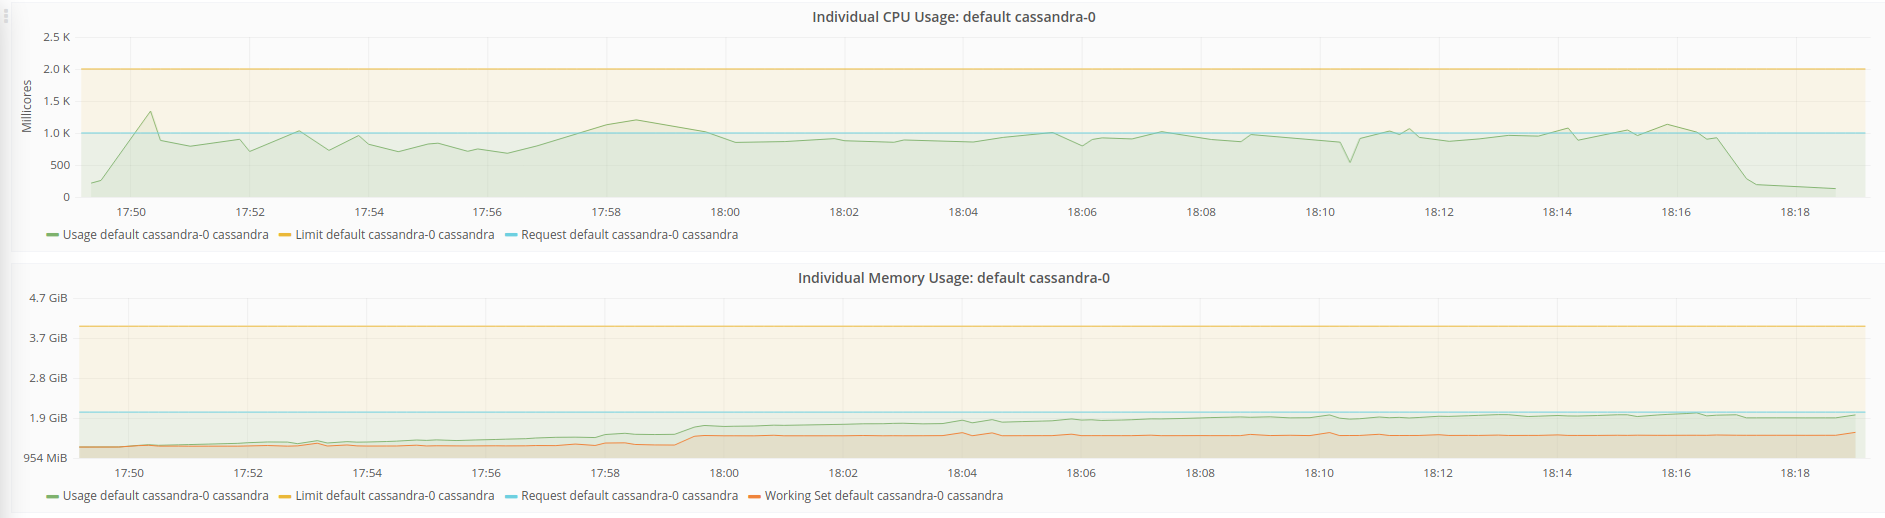 Individual CPU Usage: default cassandra-0
Millicores
2.5 K
2.0 K
1.5 K
1.0 K
500
0
17:50 17:52 17:54 17:56 17:58 18:00 18:02 18:04 18:06 18:08 18:10 18:12 18:14 18:16 18:18
Usage default cassandra-0 cassandra Limit default cassandra-0 cassandra Request default cassandra-0 cassandra
Individual Memory Usage: default cassandra-0
4.7 GiB
3.7 GiB
2.8 GiB
1.9 GiB
954 MiB
17:50 17:52 17:54 17:56 17:58 18:00 18:02 18:04 18:06 18:08 18:10 18:12 18:14 18:16 18:18
Usage default cassandra-0 cassandra Limit default cassandra-0 cassandra Request default cassandra-0 cassandra Working Set default cassandra-0 cassandra